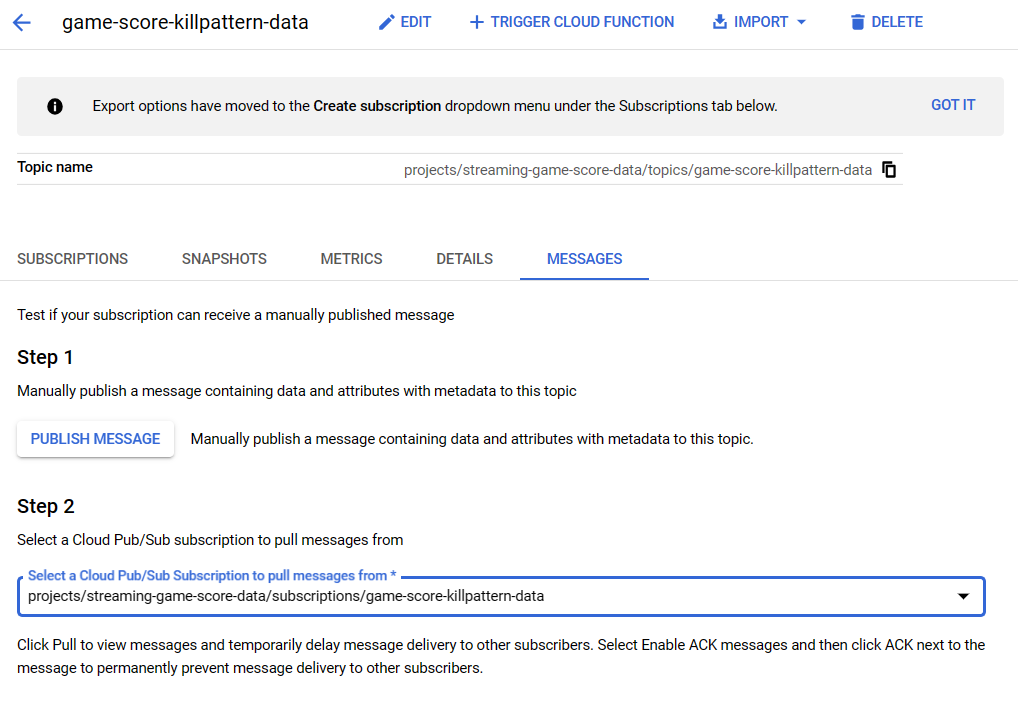 game-score-killpattern-data EDIT TRIGGER CLOUD FUNCTION IMPORT DELETE
Export options have moved to the Create subscription dropdown menu under the Subscriptions tab below. GOT IT
Topic name projects/streaming-game-score-data/topics/game-score-killpattern-data
SUBSCRIPTIONS SNAPSHOTS METRICS DETAILS MESSAGES
Test if your subscription can receive a manually published message
Step 1
Manually publish a message containing data and attributes with metadata to this topic
PUBLISH MESSAGE Manually publish a message containing data and attributes with metadata to this topic.
Step 2
Select a Cloud Pub/Sub subscription to pull messages from
Select a Cloud Pub/Sub Subscription to pull messages from *
projects/streaming-game-score-data/subscriptions/game-score-killpattern-data
Click Pull to view messages and temporarily delay message delivery to other subscribers. Select Enable ACK messages and then click ACK next to the
message to permanently prevent message delivery to other subscribers.